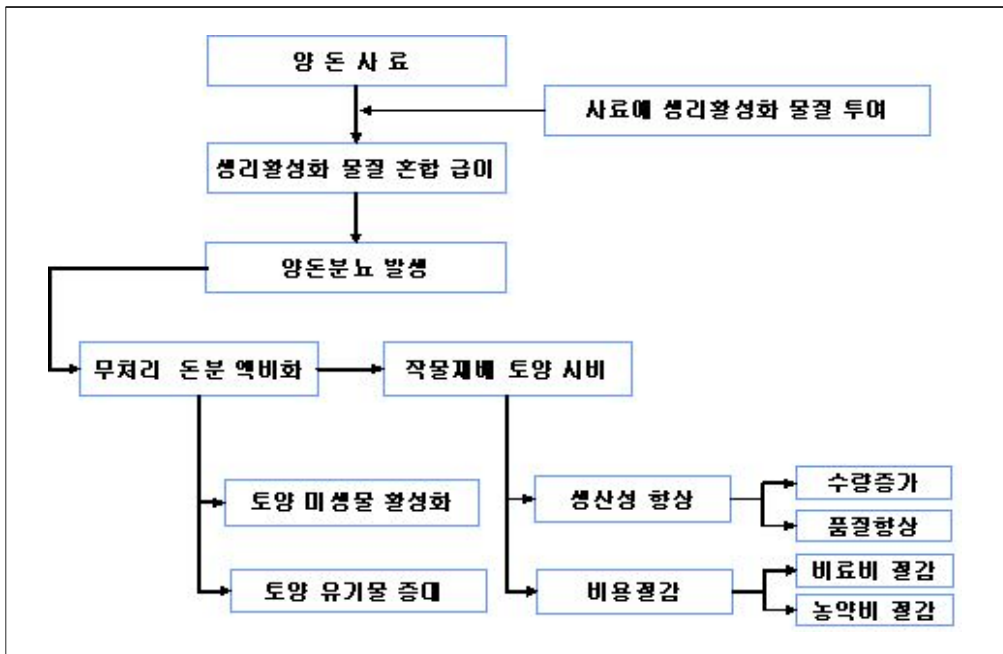 양 돈 사 료
사료에 생리활성화 물질 투여
생리활성화 물질 혼합 급이
양돈분뇨 발생
무처리 돈분 액비화
작물재배 토양 시비
토양 미생물 활성화
생산성 향상
수량증가
품질향상
토양 유기물 증대
비용절감
비료비 절감
농약비 절감